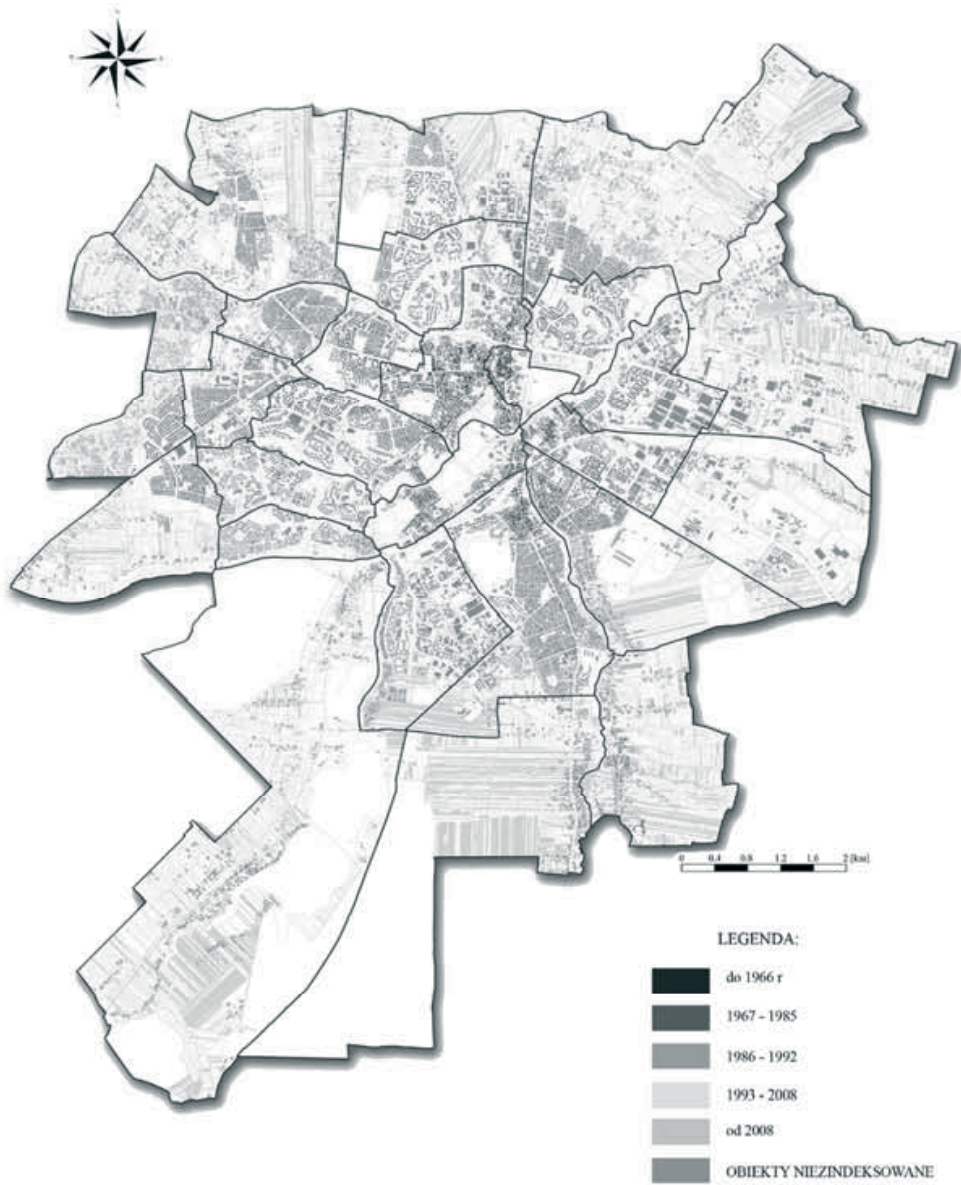 0 0.4 0.8 1.2 1.6 2 [km]
LEGENDA:
do 1966 r
1967 - 1985
1986 - 1992
1993 - 2008
od 2008
OBIEKTY NIEZINDEKSOWANE